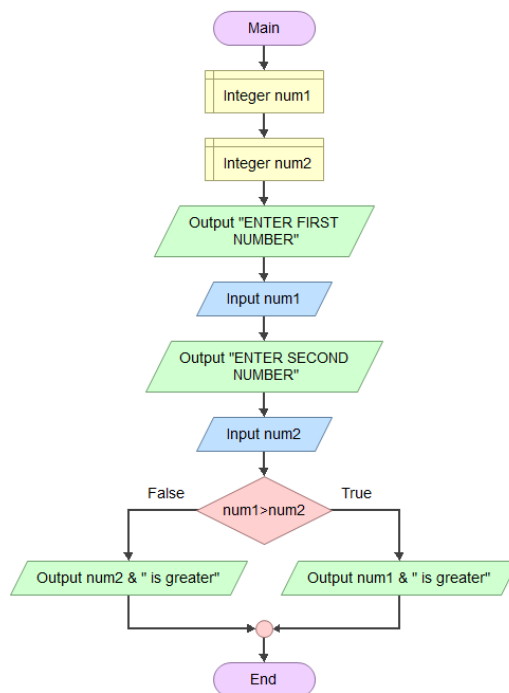 Main
Integer num1
Integer num2
Output "ENTER FIRST
NUMBER"
Input num1
Output "ENTER SECOND
NUMBER"
Input num2
False
True
num1>num2
Output num2 & " is greater"
Output num1 & " is greater"
End